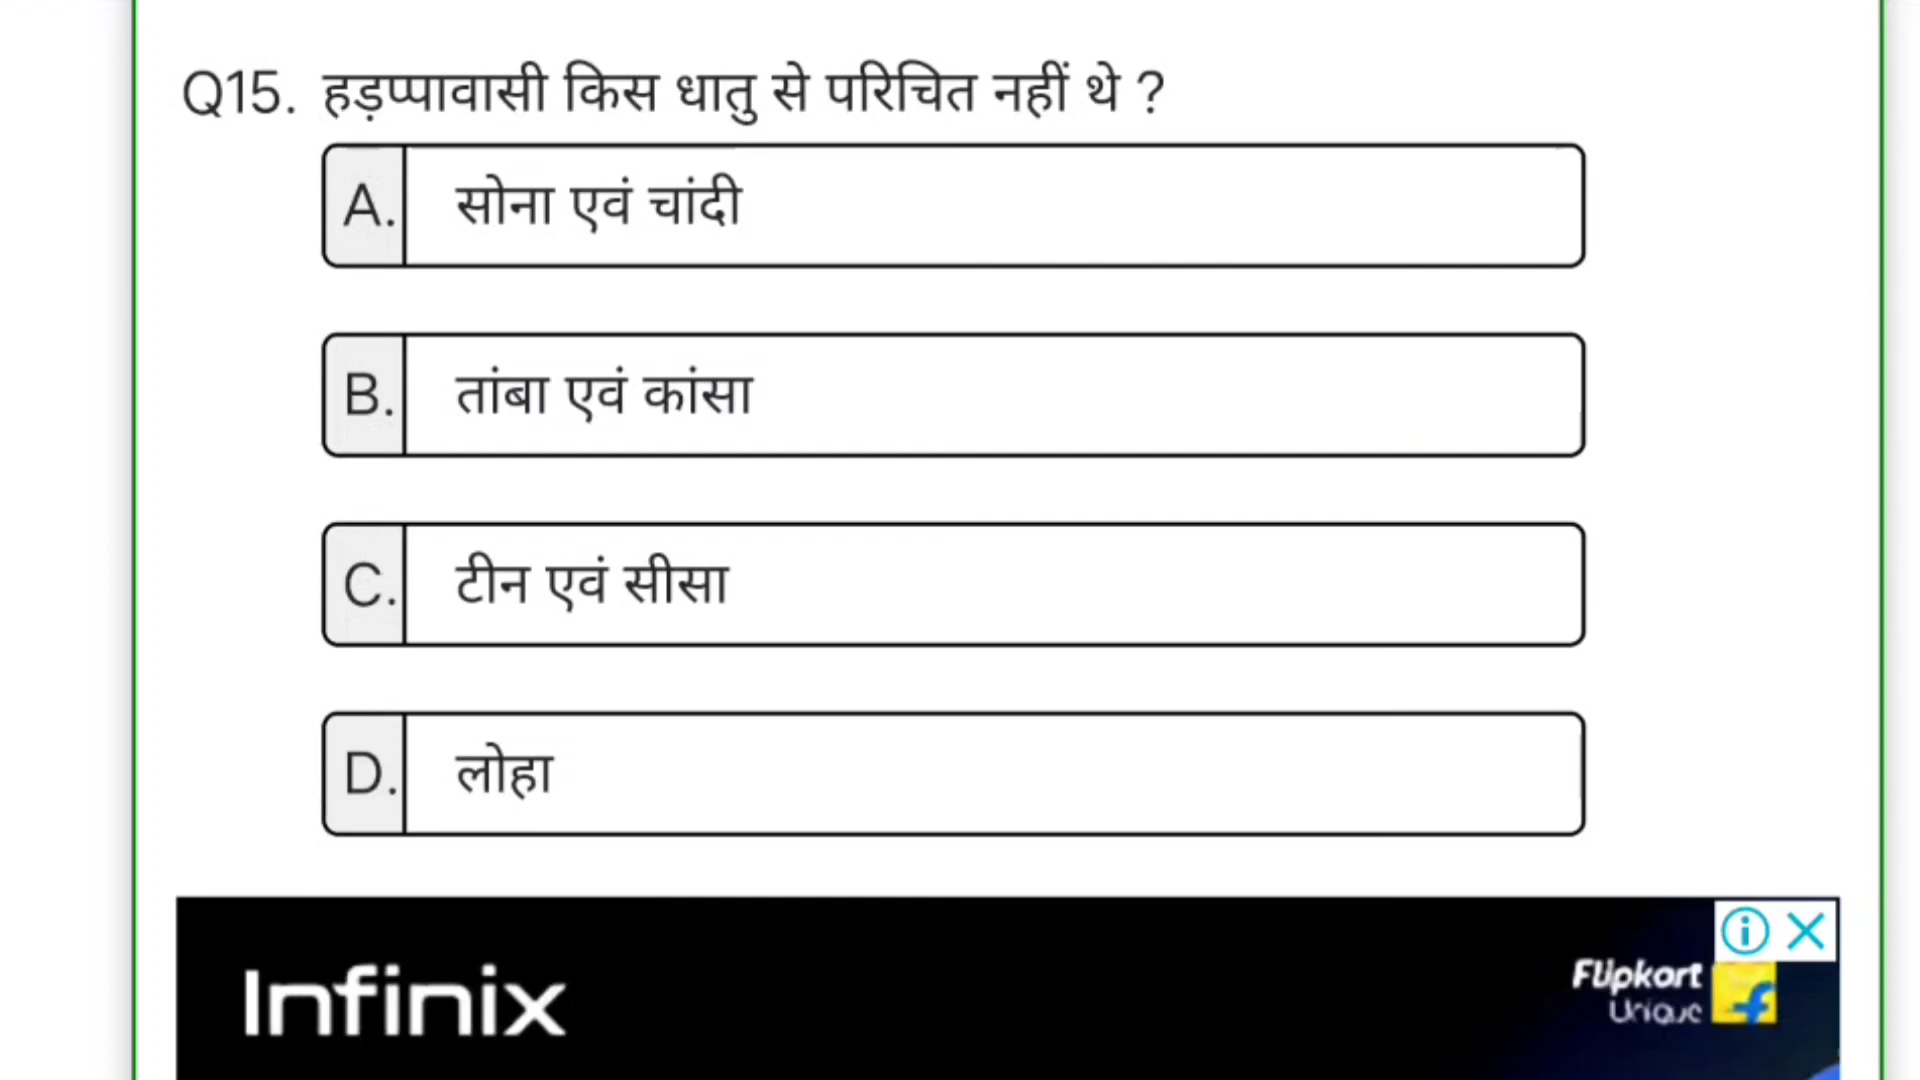 Q15. हड़प्पावासी किस धातु से परिचित नहीं थे ?
A. सोना एवं चांदी
B. तांबा एवं कांसा
C. टीन एवं सीसा
D. लोहा
Infinix
Flipkart
Unique